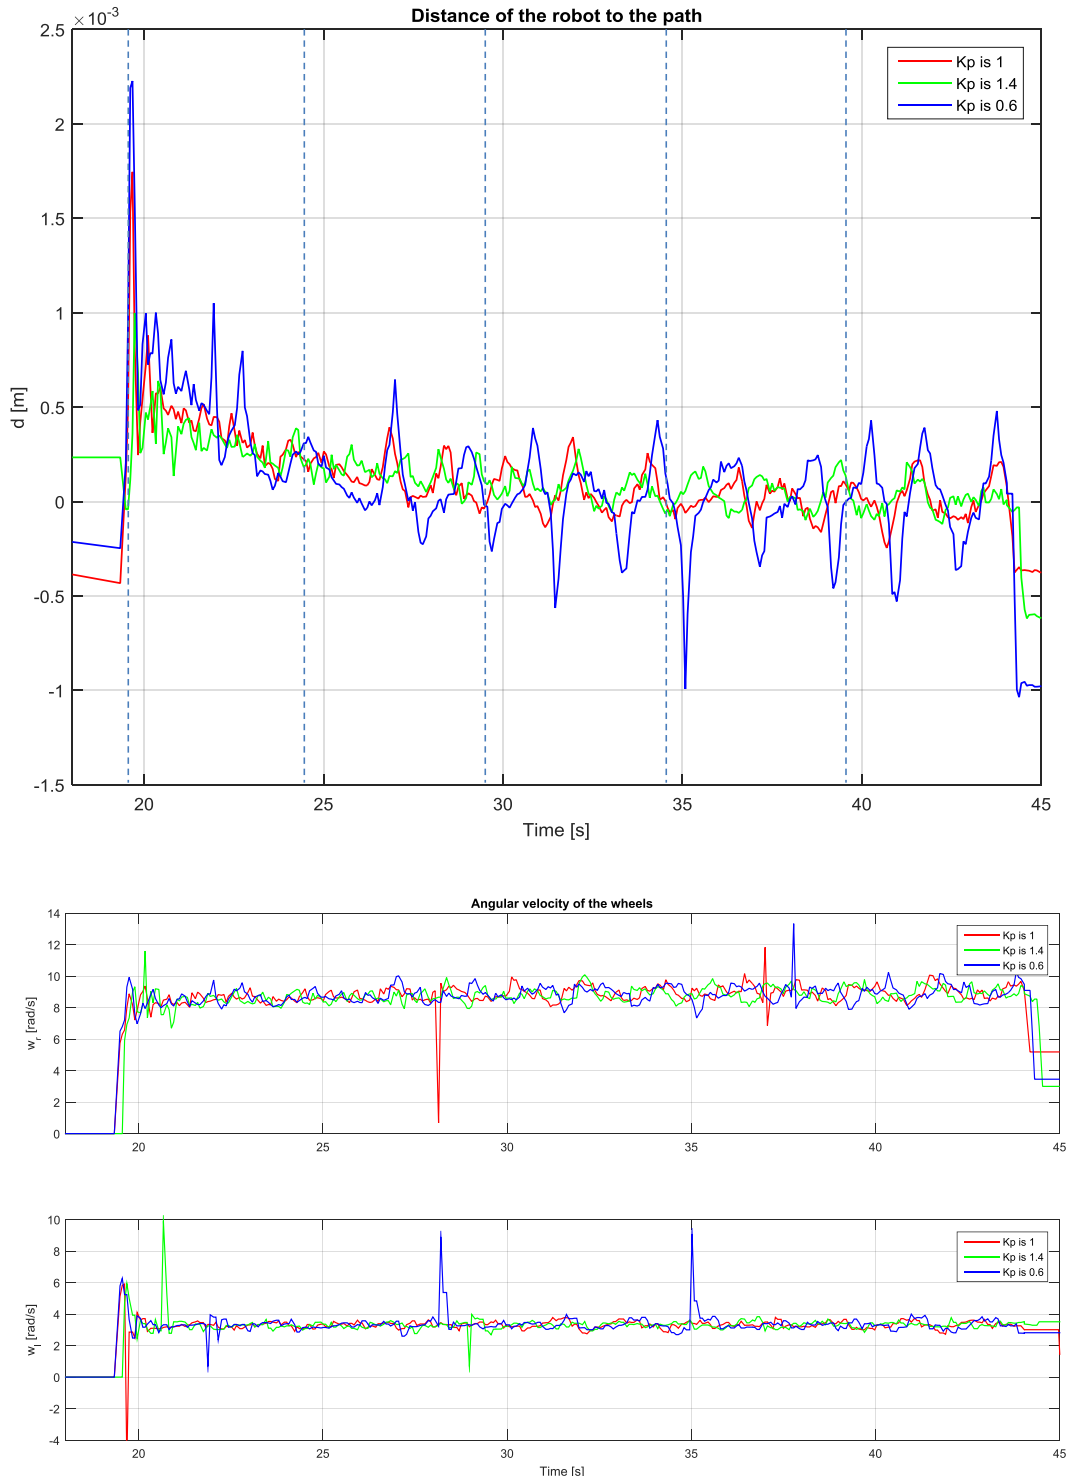 Distance of the robot to the path
×10⁻³
2.5
2
1.5
1
0.5
0
-0.5
-1
-1.5
d [m]
Kp is 1
Kp is 1.4
Kp is 0.6
20 25 30 35 40 45
Time [s]
Angular velocity of the wheels
14
12
10
8
6
4
2
0
w_r [rad/s]
Kp is 1
Kp is 1.4
Kp is 0.6
20 25 30 35 40 45
10
8
6
4
2
0
-2
-4
w_l [rad/s]
Kp is 1
Kp is 1.4
Kp is 0.6
20 25 30 35 40 45
Time [s]